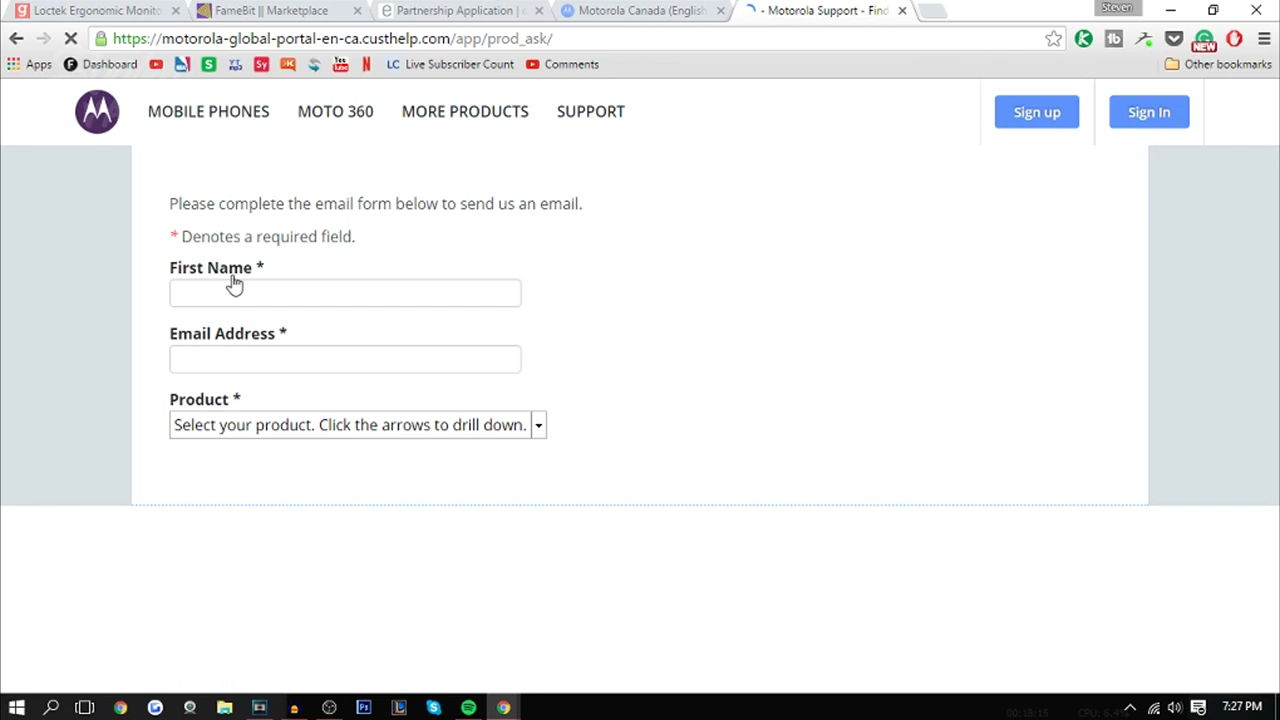 Loctek Ergonomic Monito
FameBit || Marketplace
Partnership Application |
Motorola Canada (English
- Motorola Support - Find
Steven
https://motorola-global-portal-en-ca.custhelp.com/app/prod_ask/
NEW
Apps
Dashboard
LC Live Subscriber Count
Comments
Other bookmarks
MOBILE PHONES
MOTO 360
MORE PRODUCTS
SUPPORT
Sign up
Sign In
Please complete the email form below to send us an email.
* Denotes a required field.
First Name *
Email Address *
Product *
Select your product. Click the arrows to drill down.
7:27 PM